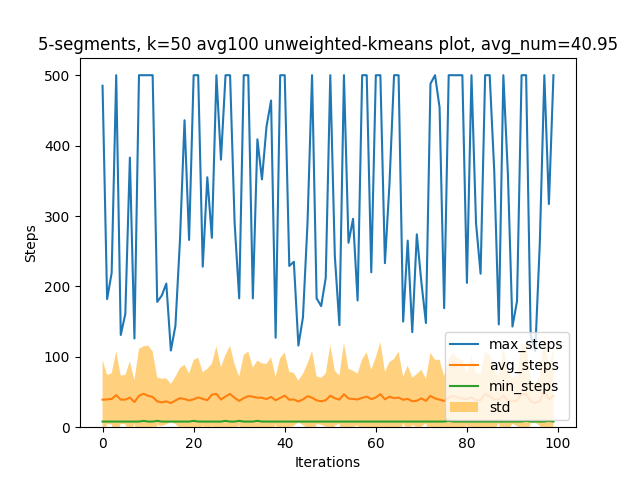 5-segments, k=50 avg100 unweighted-kmeans plot, avg_num=40.95
500
400
300
200
100
0
Steps
0 20 40 60 80 100
Iterations
max_steps
avg_steps
min_steps
std